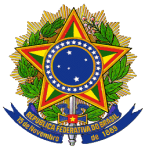 REPÚBLICA FEDERATIVA DO BRASIL
15 de Novembro de 1889